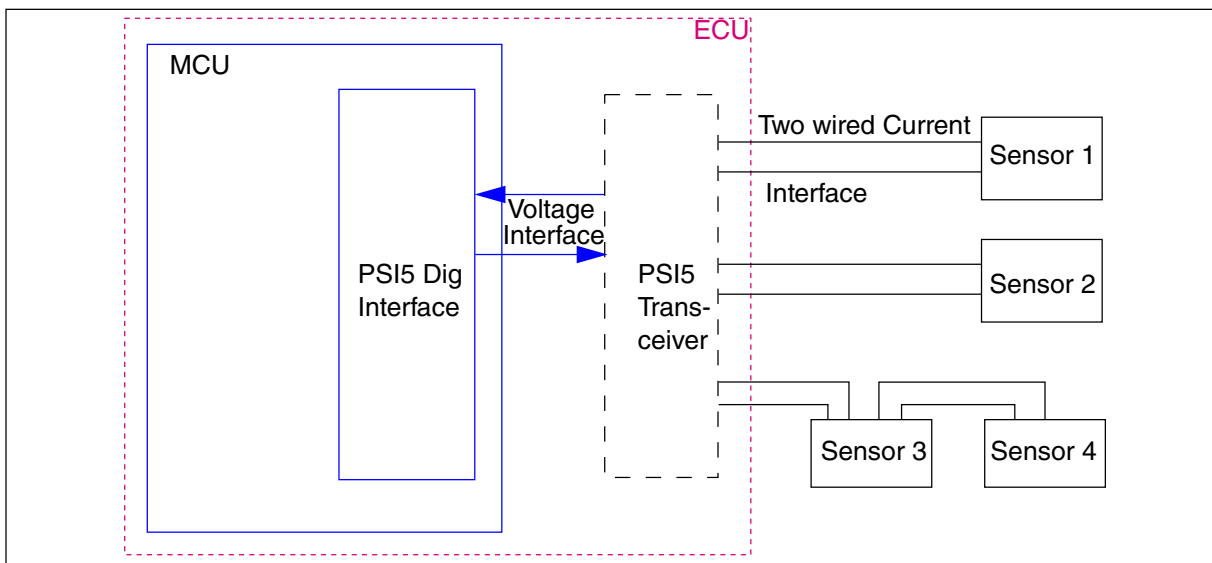 ECU
MCU
Two wired Current
Sensor 1
Interface
Voltage
Interface
PSI5 Dig
Interface
PSI5
Trans-
ceiver
Sensor 2
Sensor 3
Sensor 4